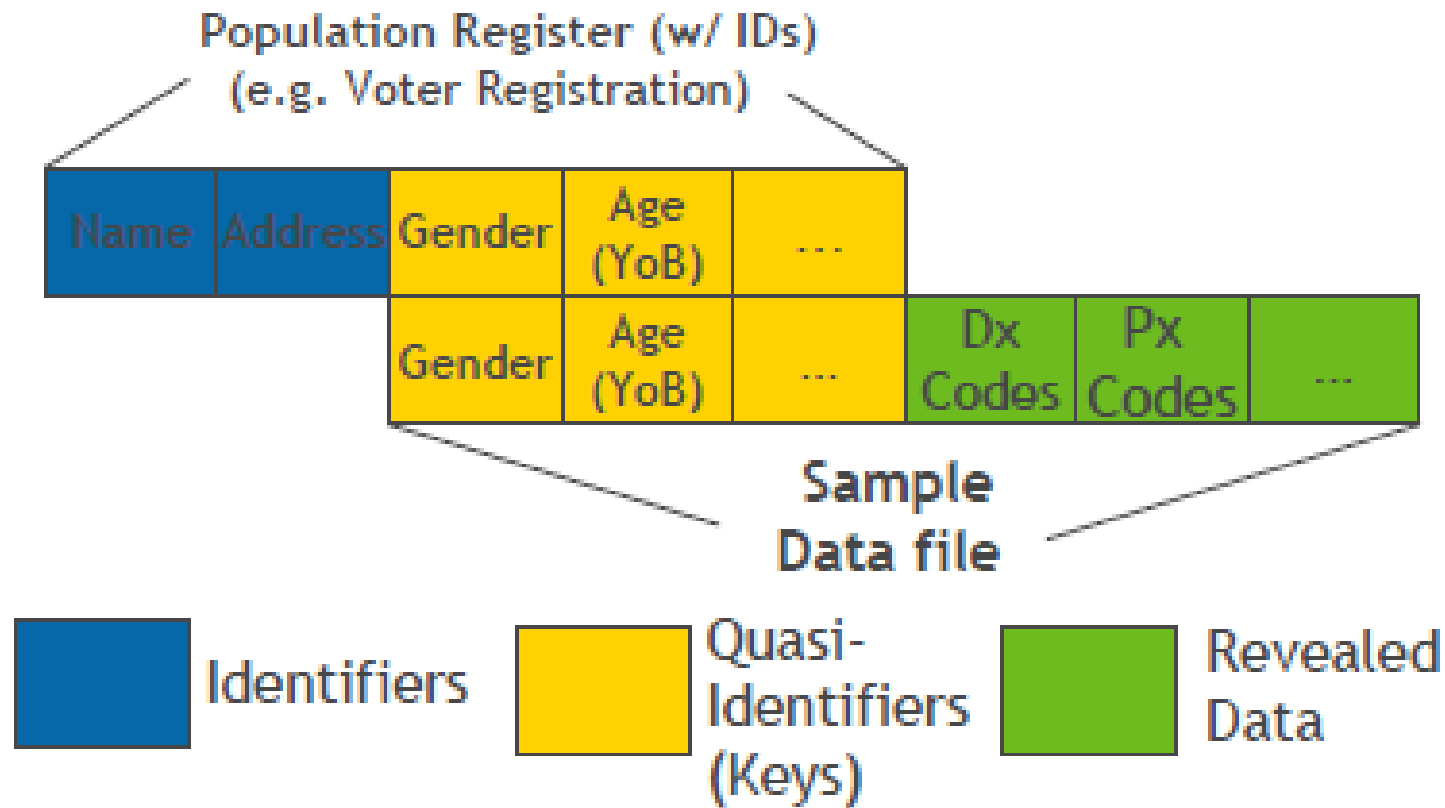 Population Register (w/ IDs)
(e.g. Voter Registration)
Name Address Gender Age (YoB) ...
Gender Age (YoB) ... Dx Codes Px Codes ...
Sample
Data file
Identifiers
Quasi-
Identifiers
(Keys)
Revealed
Data